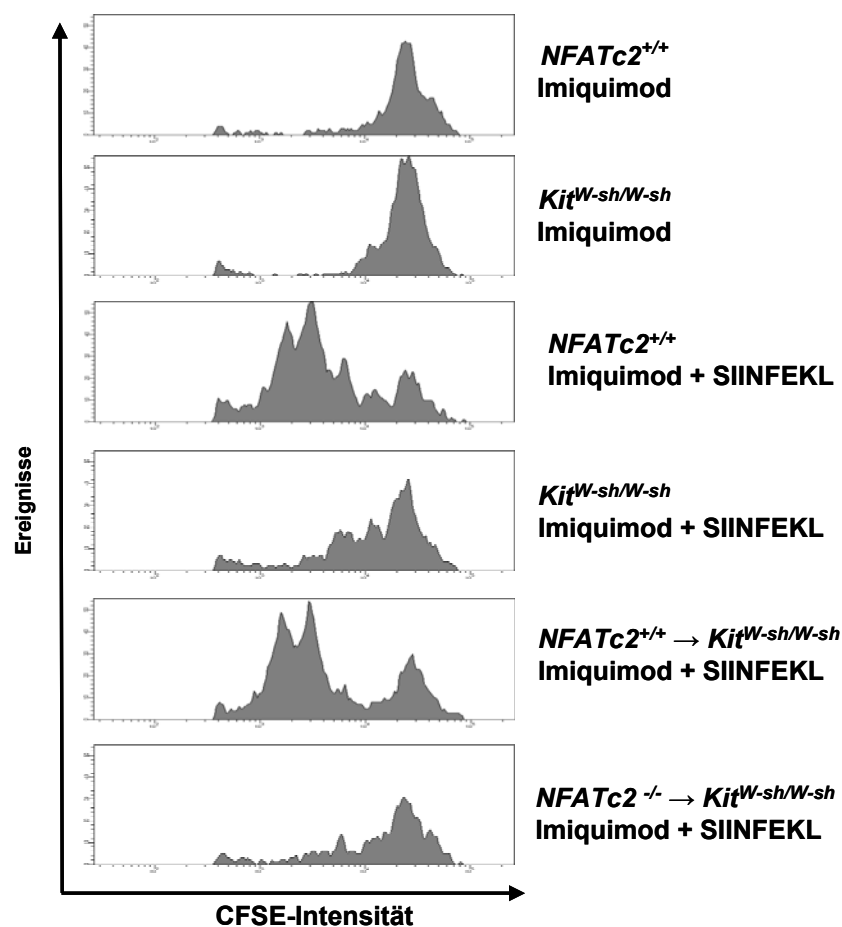 NFATc2+/+
Imiquimod
KitW-sh/W-sh
Imiquimod
NFATc2+/+
Imiquimod + SIINFEKL
KitW-sh/W-sh
Imiquimod + SIINFEKL
NFATc2+/+ → KitW-sh/W-sh
Imiquimod + SIINFEKL
NFATc2 -/- → KitW-sh/W-sh
Imiquimod + SIINFEKL
Ereignisse
CFSE-Intensität